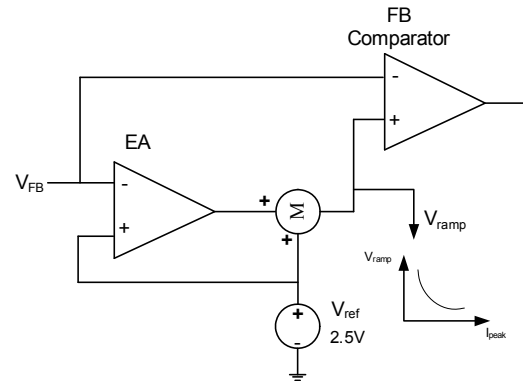 FB
Comparator
-
+
EA
V_FB
-
+
+
M
+
V_ramp
V_ramp
I_peak
+
-
V_ref
2.5V